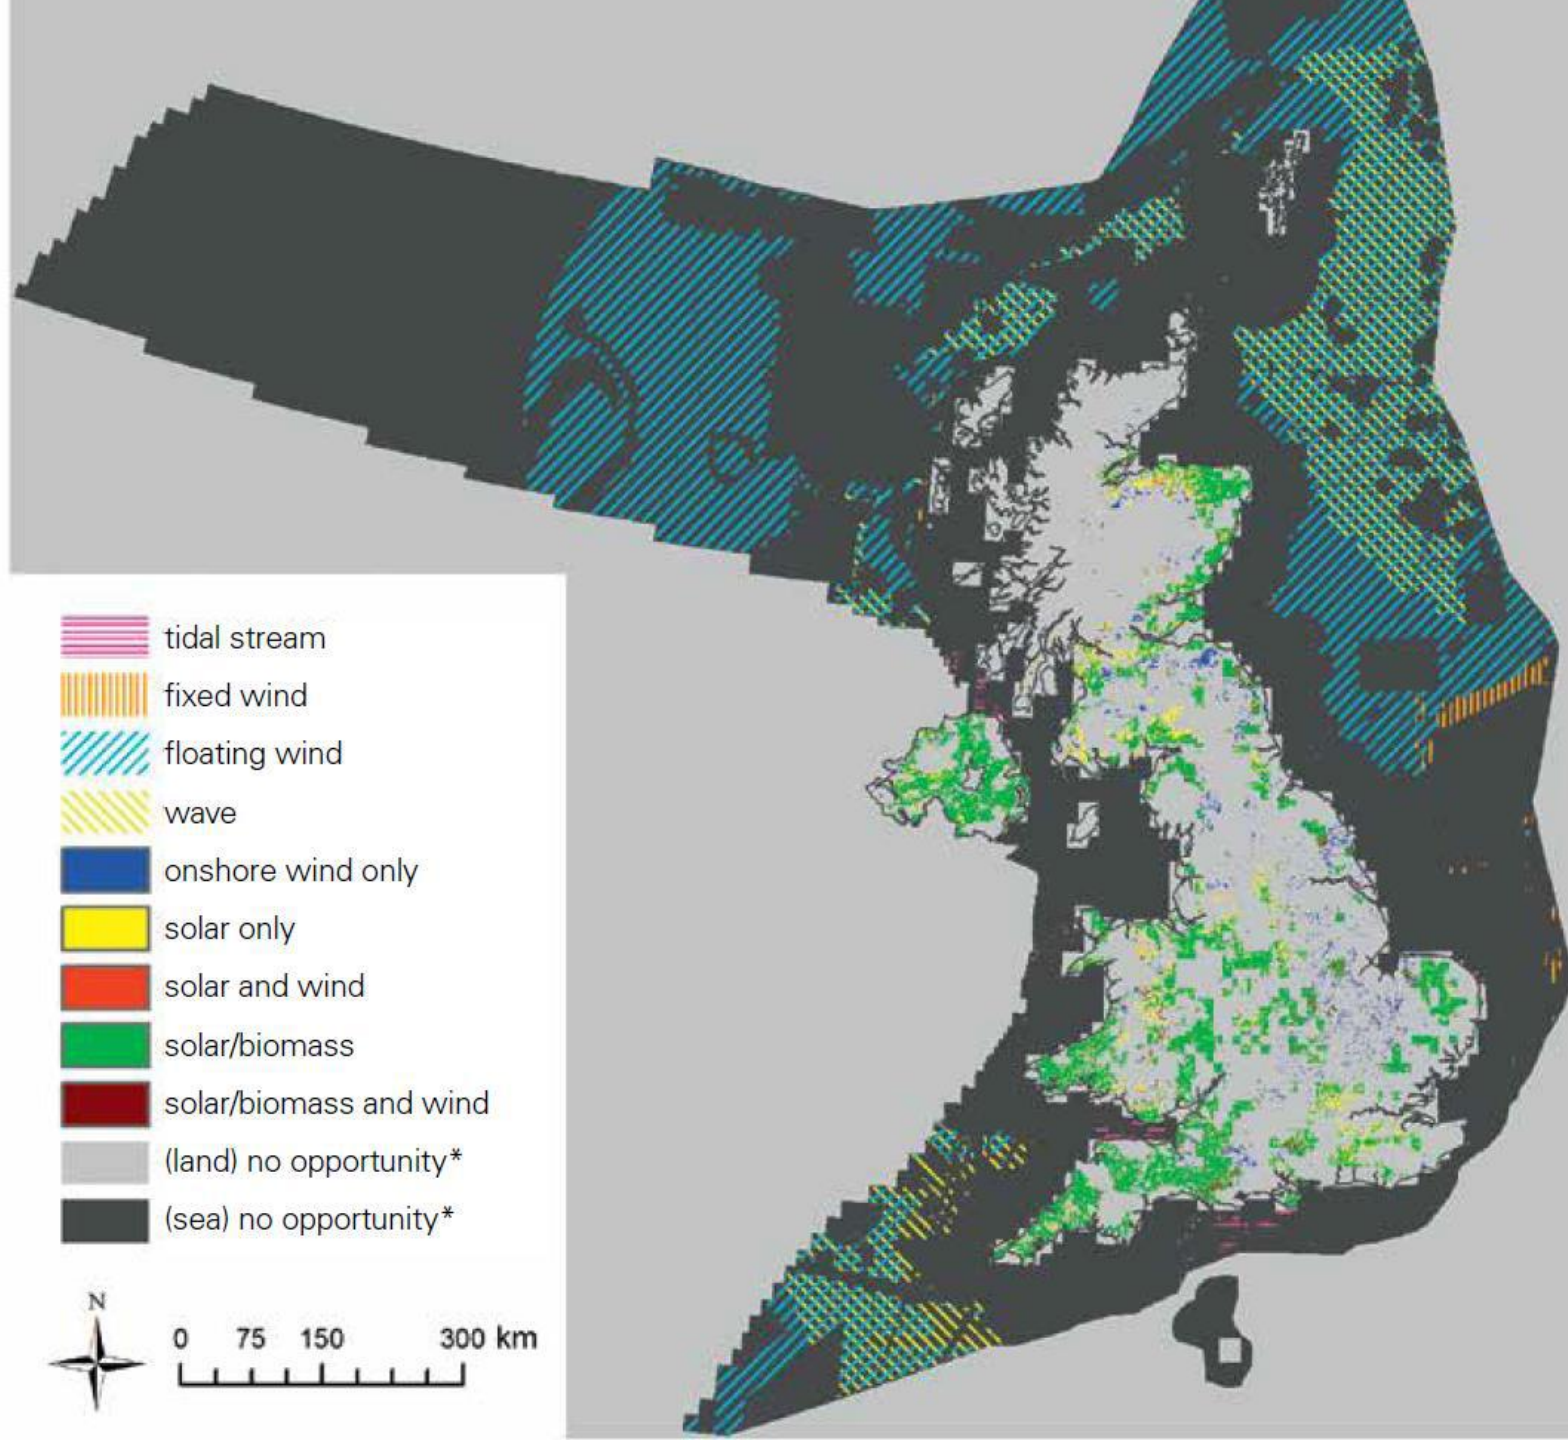 tidal stream
fixed wind
floating wind
wave
onshore wind only
solar only
solar and wind
solar/biomass
solar/biomass and wind
(land) no opportunity*
(sea) no opportunity*
N
0 75 150 300 km